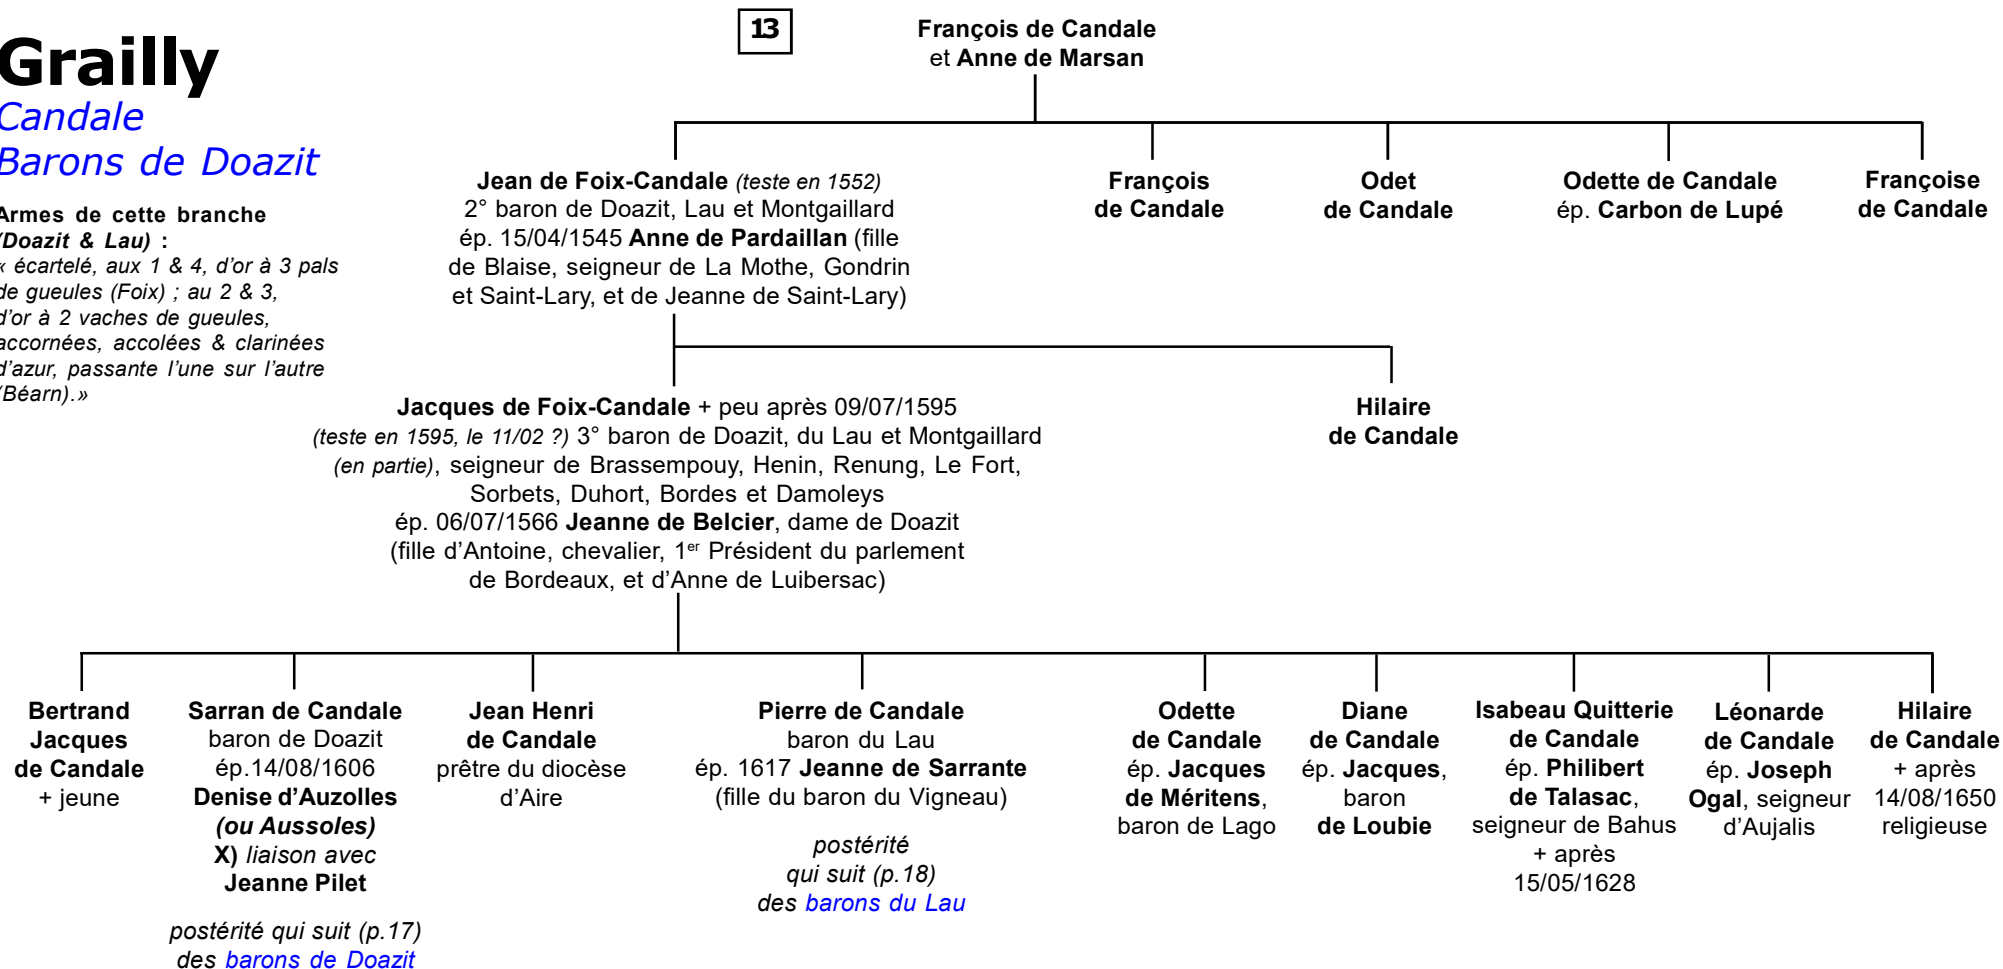 Grailly
Candale
Barons de Doazit
Armes de cette branche
(Doazit & Lau) :
« écartelé, aux 1 & 4, d'or à 3 pals
de gueules (Foix) ; au 2 & 3,
d'or à 2 vaches de gueules,
accornées, accolées & clarinées
d'azur, passante l'une sur l'autre
(Béarn).»
13
François de Candale
et Anne de Marsan
Jean de Foix-Candale (teste en 1552)
2° baron de Doazit, Lau et Montgaillard
ép. 15/04/1545 Anne de Pardaillan (fille
de Blaise, seigneur de La Mothe, Gondrin
et Saint-Lary, et de Jeanne de Saint-Lary)
François
de Candale
Odet
de Candale
Odette de Candale
ép. Carbon de Lupé
Françoise
de Candale
Jacques de Foix-Candale + peu après 09/07/1595
(teste en 1595, le 11/02 ?) 3° baron de Doazit, du Lau et Montgaillard
(en partie), seigneur de Brassempouy, Henin, Renung, Le Fort,
Sorbets, Duhort, Bordes et Damoleys
ép. 06/07/1566 Jeanne de Belcier, dame de Doazit
(fille d'Antoine, chevalier, 1er Président du parlement
de Bordeaux, et d'Anne de Luibersac)
Hilaire
de Candale
Bertrand
Jacques
de Candale
+ jeune
Sarran de Candale
baron de Doazit
ép.14/08/1606
Denise d'Auzolles
(ou Aussoles)
X) liaison avec
Jeanne Pilet
postérité qui suit (p.17)
des barons de Doazit
Jean Henri
de Candale
prêtre du diocèse
d'Aire
Pierre de Candale
baron du Lau
ép. 1617 Jeanne de Sarrante
(fille du baron du Vigneau)
postérité
qui suit (p.18)
des barons du Lau
Odette
de Candale
ép. Jacques
de Méritens,
baron de Lago
Diane
de Candale
ép. Jacques,
baron
de Loubie
Isabeau Quitterie
de Candale
ép. Philibert
de Talasac,
seigneur de Bahus
+ après
15/05/1628
Léonarde
de Candale
ép. Joseph
Ogal, seigneur
d'Aujalis
Hilaire
de Candale
+ après
14/08/1650
religieuse